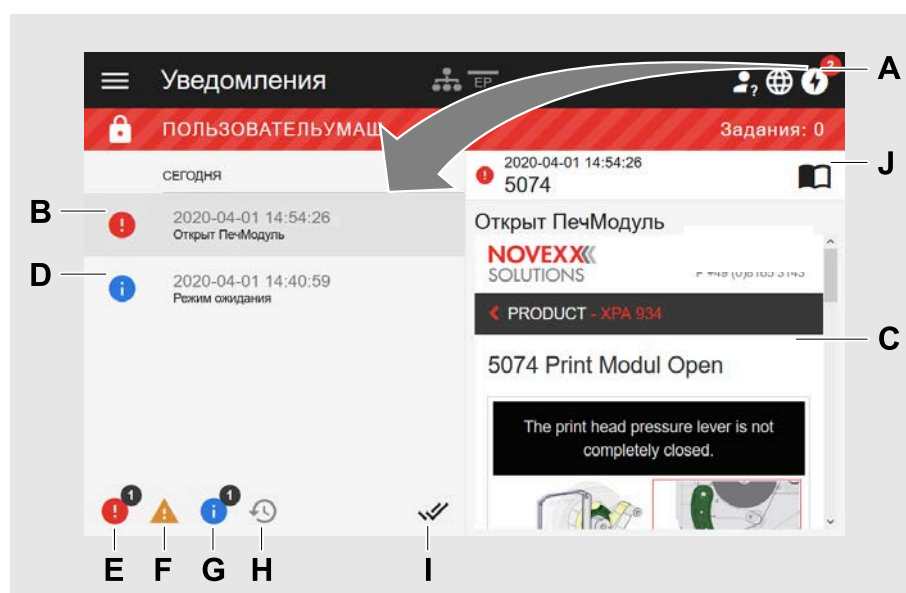 Уведомления
EP
2
A
ПОЛЬЗОВАТЕЛЬУМАШ
Задания: 0
СЕГОДНЯ
2020-04-01 14:54:26
5074
J
B
2020-04-01 14:54:26
Открыт ПечМодуль
Открыт ПечМодуль
NOVEXX
SOLUTIONS
D
2020-04-01 14:40:59
Режим ожидания
PRODUCT - XPA 934
C
5074 Print Modul Open
The print head pressure lever is not
completely closed.
1
1
E
F
G
H
I